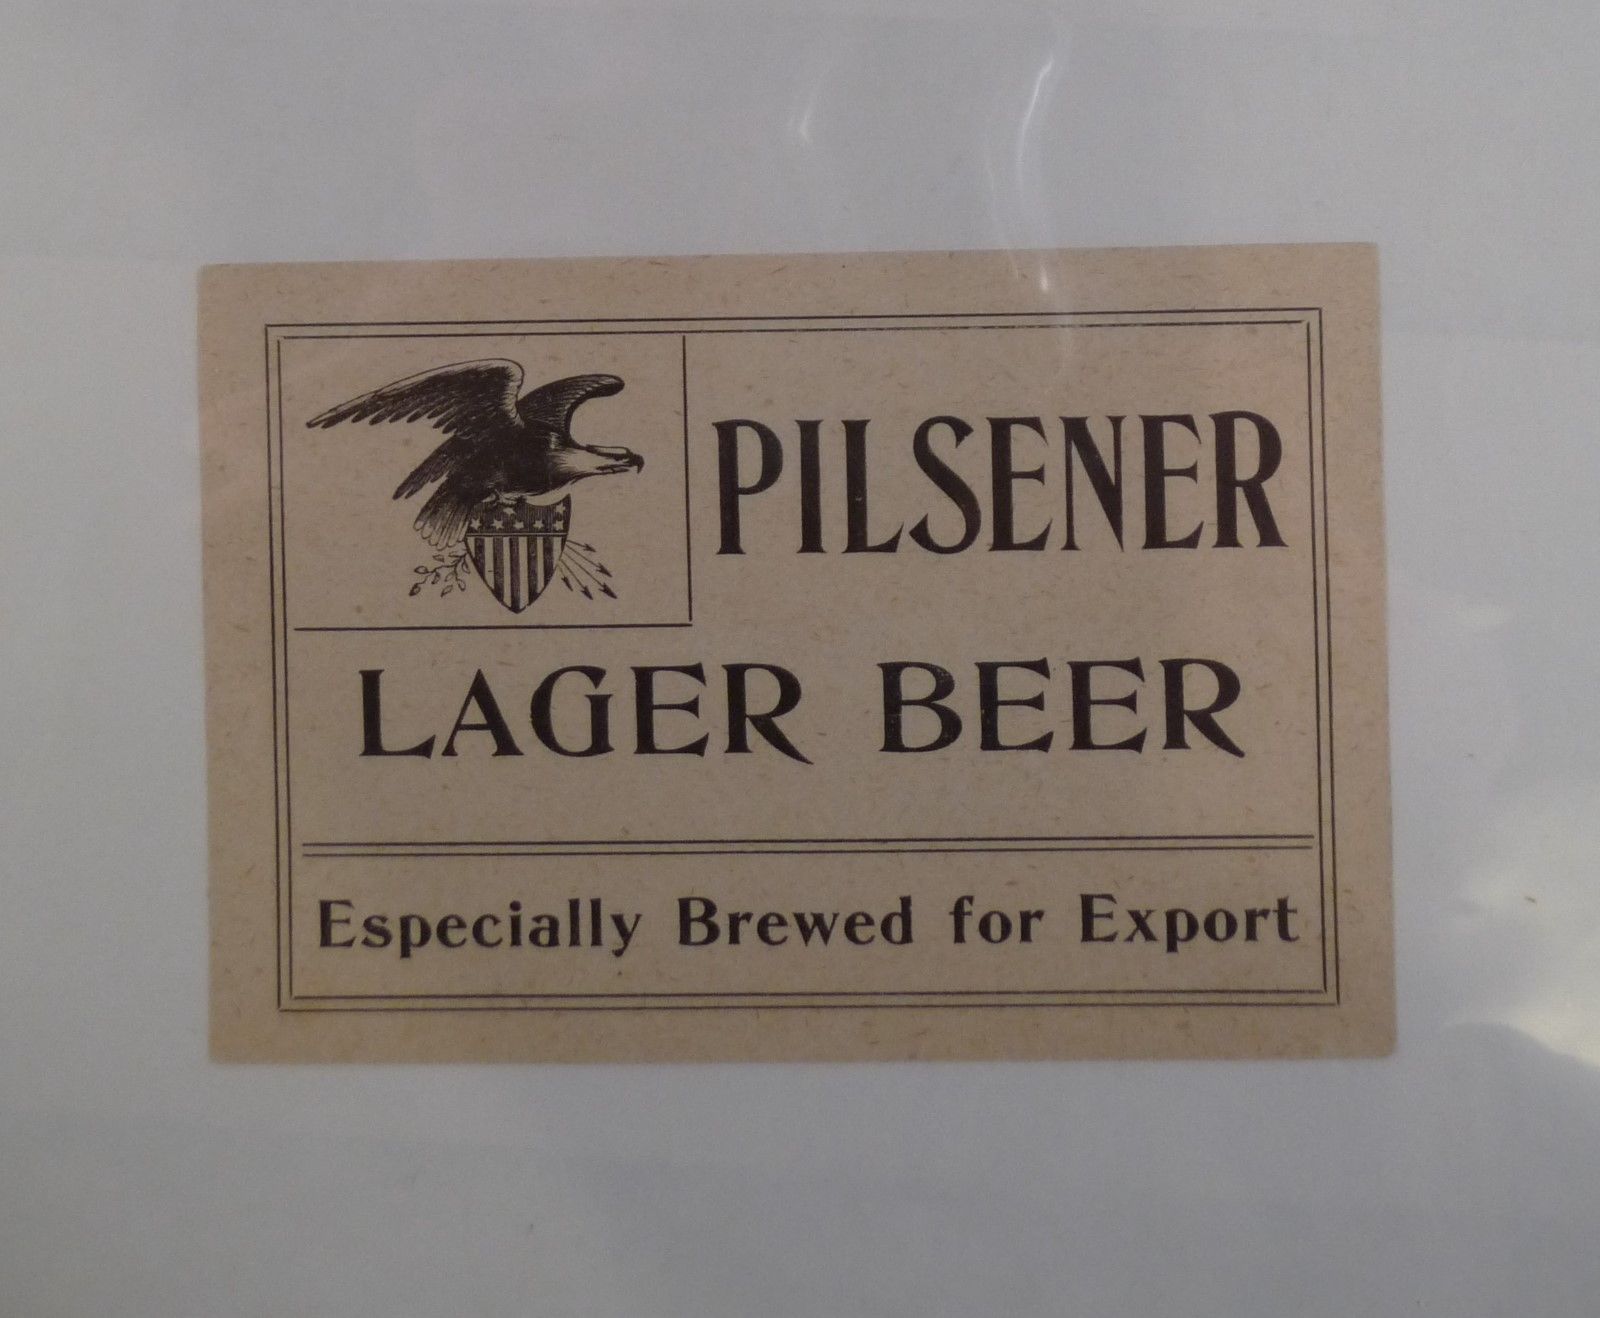 PILSENER
LAGER BEER
Especially Brewed for Export